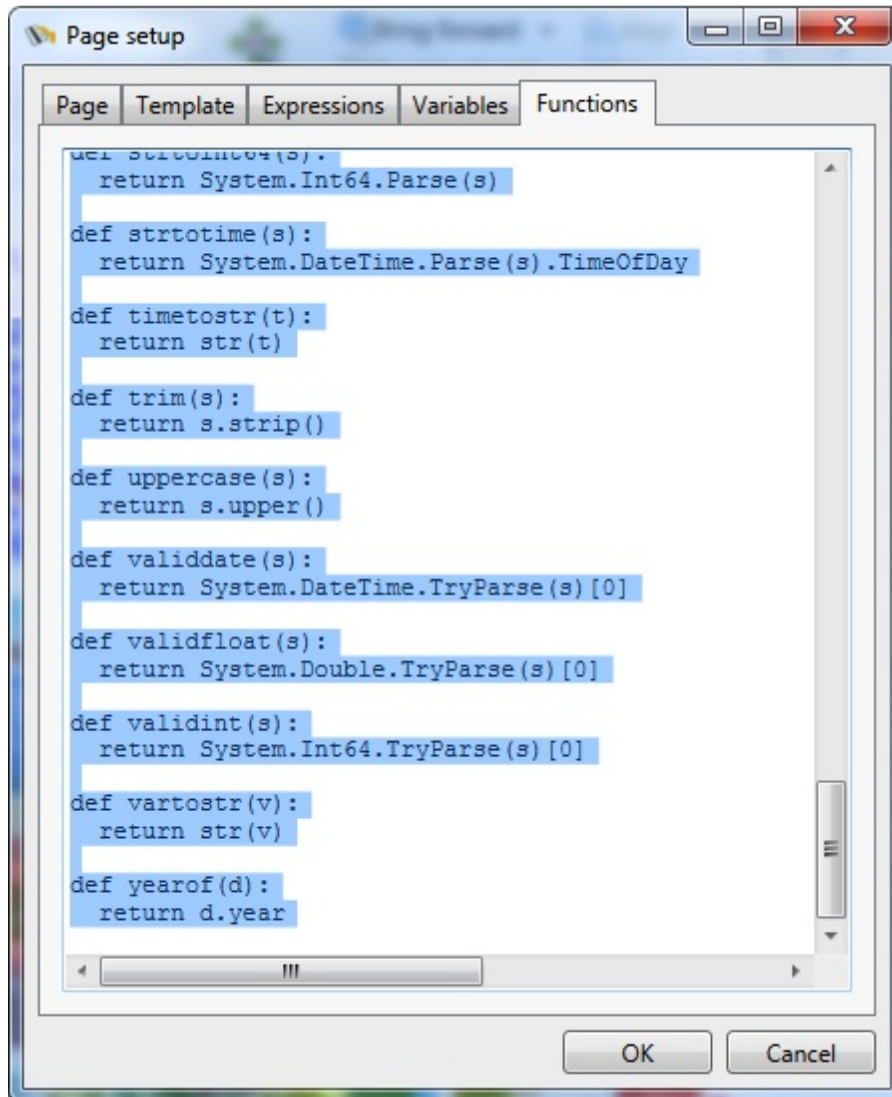 Page setup
Page Template Expressions Variables Functions
def strtoint64(s):
  return System.Int64.Parse(s)
def strtotime(s):
  return System.DateTime.Parse(s).TimeOfDay
def timetostr(t):
  return str(t)
def trim(s):
  return s.strip()
def uppercase(s):
  return s.upper()
def validdate(s):
  return System.DateTime.TryParse(s)[0]
def validfloat(s):
  return System.Double.TryParse(s)[0]
def validint(s):
  return System.Int64.TryParse(s)[0]
def vartostr(v):
  return str(v)
def yearof(d):
  return d.year
OK Cancel